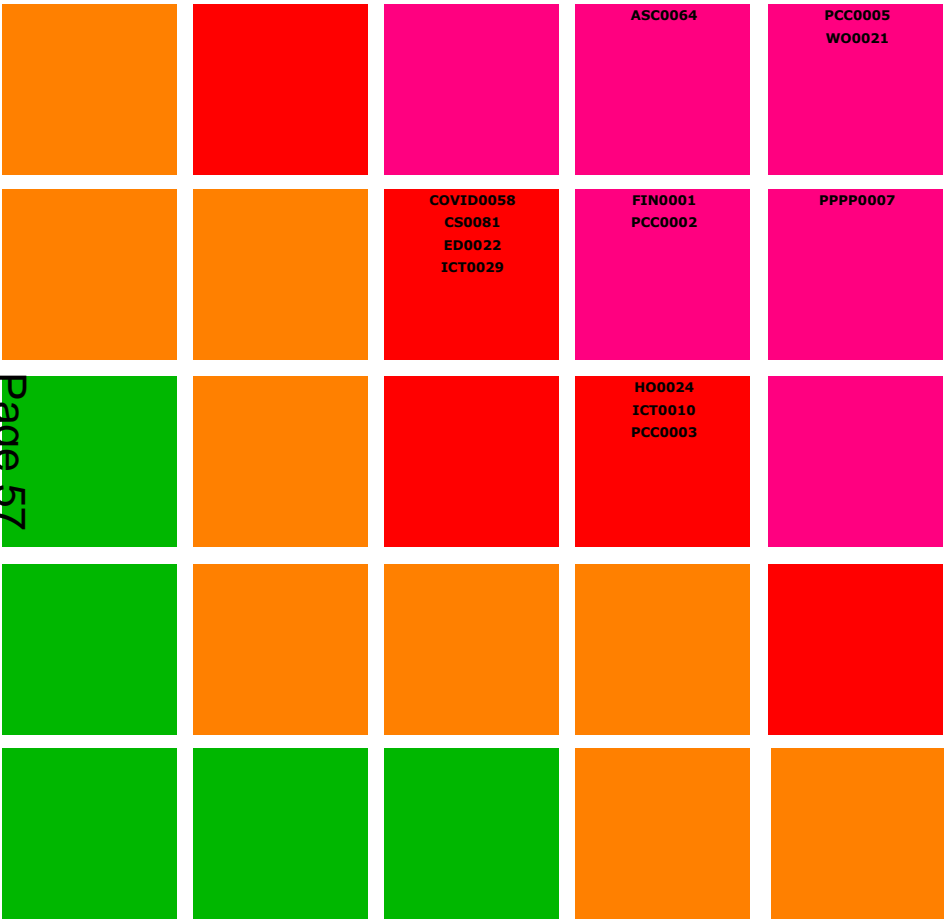 ASC0064
PCC0005
WO0021
COVID0058
CS0081
ED0022
ICT0029
FIN0001
PCC0002
PPPP0007
Page 57
HO0024
ICT0010
PCC0003